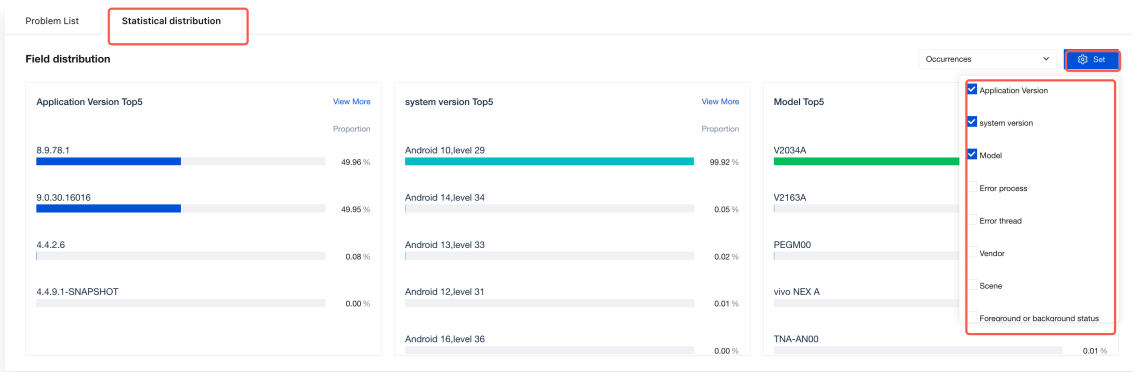 Problem List
Statistical distribution
Field distribution
Occurrences
Set
Application Version Top5
View More
Proportion
8.9.78.1
49.96 %
9.0.30.16016
49.95 %
4.4.2.6
0.08 %
4.4.9.1-SNAPSHOT
0.00 %
system version Top5
View More
Proportion
Android 10,level 29
99.92 %
Android 14,level 34
0.05 %
Android 13,level 33
0.02 %
Android 12,level 31
0.01 %
Android 16,level 36
0.00 %
Model Top5
V2034A
V2163A
PEGM00
vivo NEX A
TNA-AN00
0.01 %
Application Version
system version
Model
Error process
Error thread
Vendor
Scene
Foreground or background status